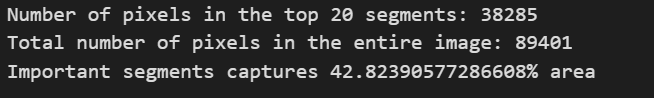 Number of pixels in the top 20 segments: 38285
Total number of pixels in the entire image: 89401
Important segments captures 42.82390577286608% area